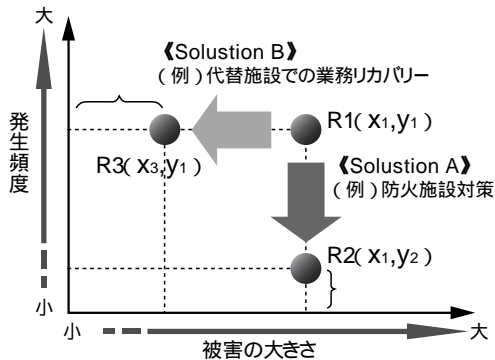 大
《Solustion B》
(例)代替施設での業務リカバリー
R1(x1,y1)
R3(x3,y1)
《Solustion A》
(例)防火施設対策
発生頻度
R2(x1,y2)
小
小
大
被害の大きさ